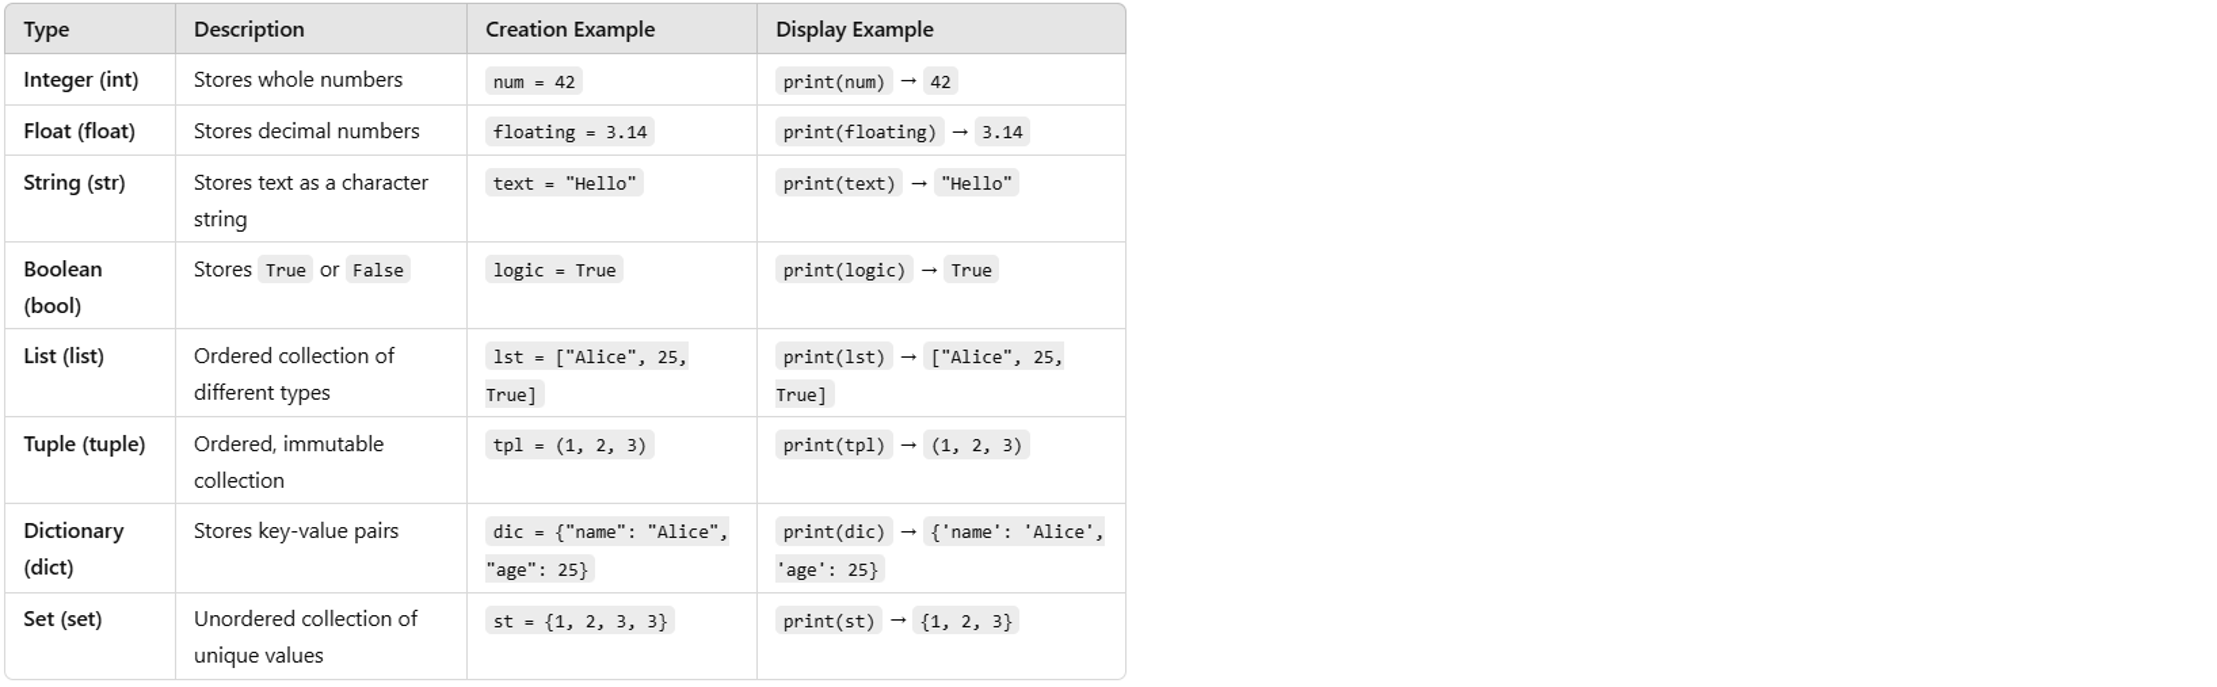 Type Description Creation Example Display Example
Integer (int) Stores whole numbers num = 42 print(num) → 42
Float (float) Stores decimal numbers floating = 3.14 print(floating) → 3.14
String (str) Stores text as a character text = "Hello" print(text) → "Hello"
string
Boolean Stores True or False logic = True print(logic) → True
(bool)
List (list) Ordered collection of lst = ["Alice", 25, print(lst) → ["Alice", 25,
different types True] True]
Tuple (tuple) Ordered, immutable tpl = (1, 2, 3) print(tpl) → (1, 2, 3)
collection
Dictionary Stores key-value pairs dic = {"name": "Alice", print(dic) → {'name': 'Alice',
(dict) "age": 25} 'age': 25}
Set (set) Unordered collection of st = {1, 2, 3, 3} print(st) → {1, 2, 3}
unique values